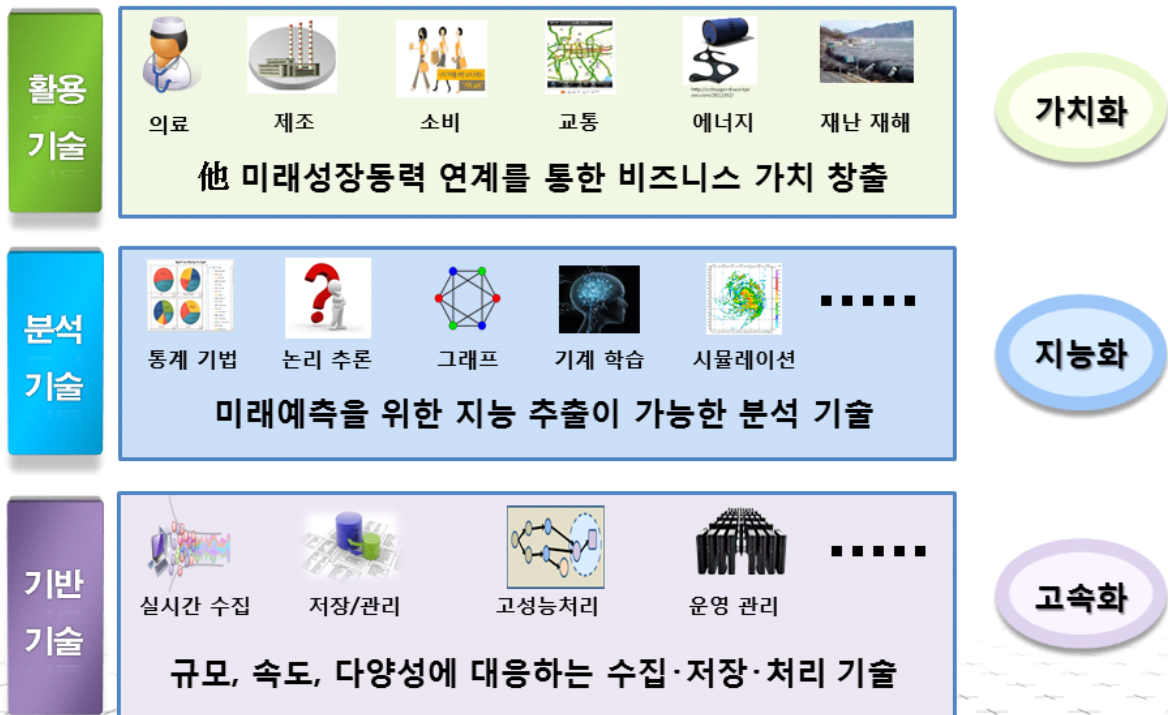 활용
기술
의료
제조
소비
교통
에너지
재난 재해
他 미래성장동력 연계를 통한 비즈니스 가치 창출
가치화
분석
기술
통계 기법
논리 추론
그래프
기계 학습
시뮬레이션
미래예측을 위한 지능 추출이 가능한 분석 기술
지능화
기반
기술
실시간 수집
저장/관리
고성능처리
운영 관리
규모, 속도, 다양성에 대응하는 수집·저장·처리 기술
고속화